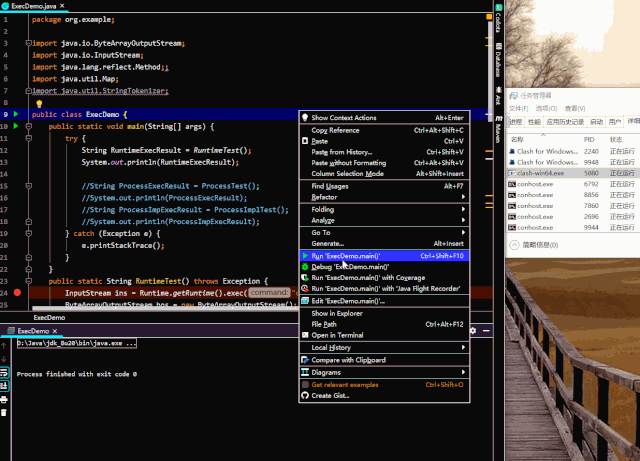 ExecDemo.java
package org.example;
import java.io.ByteArrayOutputStream;
import java.io.InputStream;
import java.lang.reflect.Method;;
import java.util.Map;
import java.util.StringTokenizer;
public class ExecDemo {
public static void main(String[] args) {
try {
String RuntimeExecResult = RuntimeTest();
System.out.println(RuntimeExecResult);
//String ProcessExecResult = ProcessTest();
//System.out.println(ProcessExecResult);
//String ProcessImpExecResult = ProcessImplTest();
//System.out.println(ProcessImpExecResult);
} catch (Exception e) {
e.printStackTrace();
}
}
public static String RuntimeTest() throws Exception {
InputStream ins = Runtime.getRuntime().exec( command: "
ByteArrayOutputStream bos = new ByteArrayOutputStream(
ExecDemo
Show Context Actions Alt+Enter
Copy Reference Ctrl+Alt+Shift+C
Paste Ctrl+V
Paste from History... Ctrl+Shift+V
Paste without Formatting Ctrl+Alt+Shift+V
Column Selection Mode Alt+Shift+Insert
Find Usages Alt+F7
Refactor
Folding
Analyze
Go To
Generate... Alt+Insert
Run 'ExecDemo.main()' Ctrl+Shift+F10
Debug 'ExecDemo.main()'
Run 'ExecDemo.main()' with Coverage
Run 'ExecDemo.main()' with 'Java Flight Recorder'
Edit 'ExecDemo.main()'...
Show in Explorer
File Path Ctrl+Alt+F12
Open in Terminal
Local History
Compare with Clipboard
Diagrams
Get relevant examples Ctrl+Shift+O
Create Gist...
ExecDemo
D:\Java\jdk_8u20\bin\java.exe ...
Process finished with exit code 0
Codota
Database
Ant
Maven
任务管理器
文件(F) 选项(O) 查看(V)
进程 性能 应用历史记录 启动 用户 详细
名称 PID 状态
Clash for Windows... 2240 正在运行
Clash for Windows... 9948 正在运行
clash-win64.exe 5880 正在运行
conhost.exe 6792 正在运行
conhost.exe 8856 正在运行
conhost.exe 7860 正在运行
conhost.exe 2696 正在运行
conhost.exe 7944 正在运行
简略信息(D)